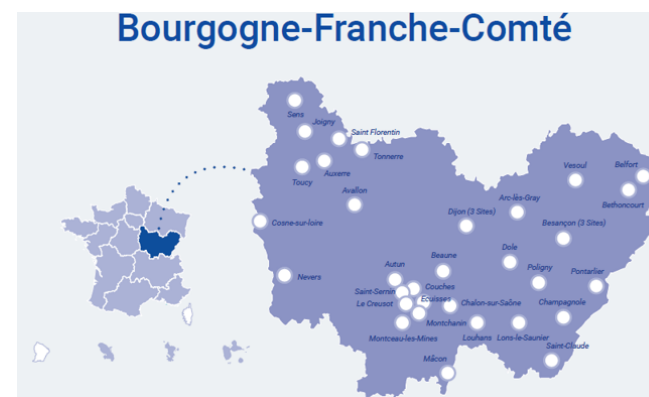 Bourgogne-Franche-Comté
Sens
Joigny
Saint Florentin
Tonnerre
Auxerre
Toucy
Avallon
Vesoul
Belfort
Bethoncourt
Arc-lès-Gray
Dijon (3 Sites)
Besançon (3 Sites)
Cosne-sur-loire
Nevers
Autun
Beaune
Dole
Poligny
Pontarlier
Saint-Sernin
Couches
Le Creusot
Ecuisses
Chalon-sur-Saône
Champagnole
Montchanin
Montceau-les-Mines
Louhans
Lons-le-Saunier
Saint-Claude
Mâcon